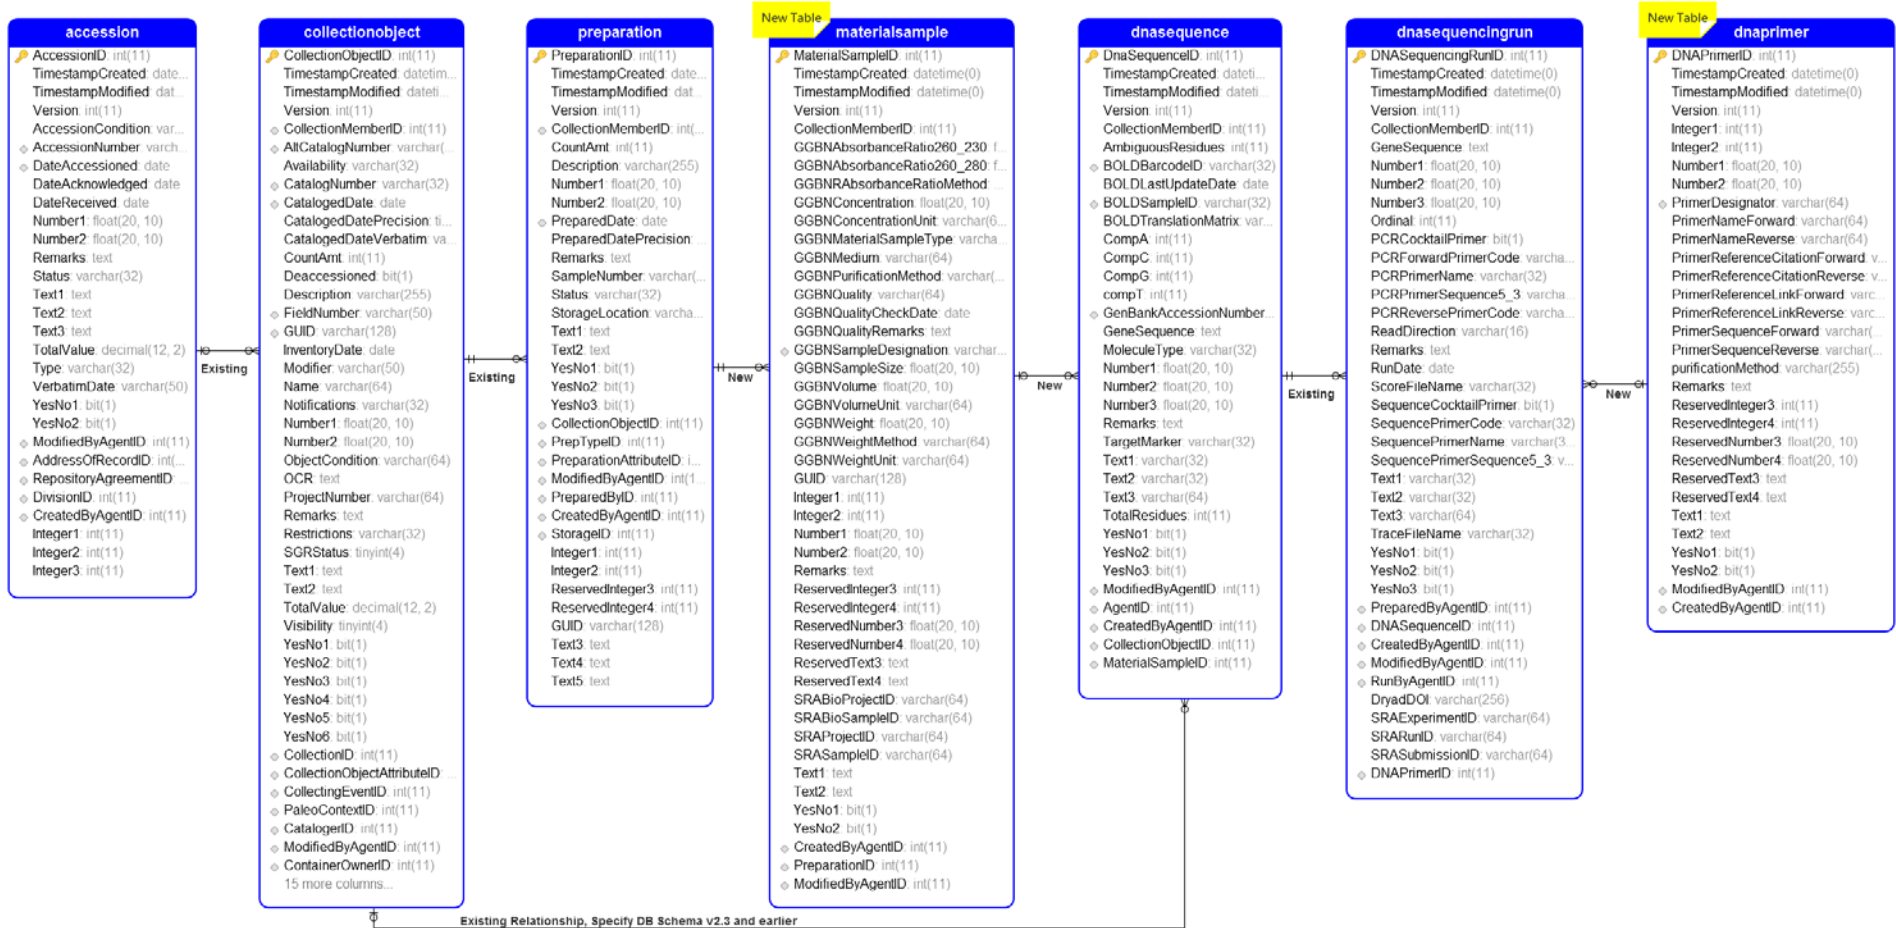 New Table
New Table
accession
AccessionID: int(11)
TimestampCreated: date...
TimestampModified: dat...
Version: int(11)
AccessionCondition: var...
AccessionNumber: varch...
DateAccessioned: date
DateAcknowledged: date
DateReceived: date
Number1: float(20, 10)
Number2: float(20, 10)
Remarks: text
Status: varchar(32)
Text1: text
Text2: text
Text3: text
TotalValue: decimal(12, 2)
Type: varchar(32)
VerbatimDate: varchar(50)
YesNo1: bit(1)
YesNo2: bit(1)
ModifiedByAgentID: int(11)
AddressOfRecordID: int(...
RepositoryAgreementID: ...
DivisionID: int(11)
CreatedByAgentID: int(11)
Integer1: int(11)
Integer2: int(11)
Integer3: int(11)
Existing
collectionobject
CollectionObjectID: int(11)
TimestampCreated: datetim...
TimestampModified: dateti...
Version: int(11)
CollectionMemberID: int(11)
AltCatalogNumber: varchar(...
Availability: varchar(32)
CatalogNumber: varchar(32)
CatalogedDate: date
CatalogedDatePrecision: ti...
CatalogedDateVerbatim: va...
CountAmt: int(11)
Deaccessioned: bit(1)
Description: varchar(255)
FieldNumber: varchar(50)
GUID: varchar(128)
InventoryDate: date
Modifier: varchar(50)
Name: varchar(64)
Notifications: varchar(32)
Number1: float(20, 10)
Number2: float(20, 10)
ObjectCondition: varchar(64)
OCR: text
ProjectNumber: varchar(64)
Remarks: text
Restrictions: varchar(32)
SGRStatus: tinyint(4)
Text1: text
Text2: text
TotalValue: decimal(12, 2)
Visibility: tinyint(4)
YesNo1: bit(1)
YesNo2: bit(1)
YesNo3: bit(1)
YesNo4: bit(1)
YesNo5: bit(1)
YesNo6: bit(1)
CollectionID: int(11)
CollectionObjectAttributeID: ...
CollectingEventID: int(11)
PaleoContextID: int(11)
CatalogerID: int(11)
ModifiedByAgentID: int(11)
ContainerOwnerID: int(11)
15 more columns...
Existing
preparation
PreparationID: int(11)
TimestampCreated: date...
TimestampModified: dat...
Version: int(11)
CollectionMemberID: int(...
CountAmt: int(11)
Description: varchar(255)
Number1: float(20, 10)
Number2: float(20, 10)
PreparedDate: date
PreparedDatePrecision: ...
Remarks: text
SampleNumber: varchar(...
Status: varchar(32)
StorageLocation: varcha...
Text1: text
Text2: text
YesNo1: bit(1)
YesNo2: bit(1)
YesNo3: bit(1)
CollectionObjectID: int(11)
PrepTypeID: int(11)
PreparationAttributeID: i...
ModifiedByAgentID: int(1...
PreparedByID: int(11)
CreatedByAgentID: int(11)
StorageID: int(11)
Integer1: int(11)
Integer2: int(11)
ReservedInteger3: int(11)
ReservedInteger4: int(11)
GUID: varchar(128)
Text3: text
Text4: text
Text5: text
New
materialsample
MaterialSampleID: int(11)
TimestampCreated: datetime(0)
TimestampModified: datetime(0)
Version: int(11)
CollectionMemberID: int(11)
GGBNAbsorbanceRatio260_230: f...
GGBNAbsorbanceRatio260_280: f...
GGBNRAbsorbanceRatioMethod: ...
GGBNConcentration: float(20, 10)
GGBNConcentrationUnit: varchar(6...
GGBNMaterialSampleType: varcha...
GGBNMedium: varchar(64)
GGBNPurificationMethod: varchar(...
GGBNQuality: varchar(64)
GGBNQualityCheckDate: date
GGBNQualityRemarks: text
GGBNSampleDesignation: varchar...
GGBNSampleSize: float(20, 10)
GGBNVolume: float(20, 10)
GGBNVolumeUnit: varchar(64)
GGBNWeight: float(20, 10)
GGBNWeightMethod: varchar(64)
GGBNWeightUnit: varchar(64)
GUID: varchar(128)
Integer1: int(11)
Integer2: int(11)
Number1: float(20, 10)
Number2: float(20, 10)
Remarks: text
ReservedInteger3: int(11)
ReservedInteger4: int(11)
ReservedNumber3: float(20, 10)
ReservedNumber4: float(20, 10)
ReservedText3: text
ReservedText4: text
SRABioProjectID: varchar(64)
SRABioSampleID: varchar(64)
SRAProjectID: varchar(64)
SRASampleID: varchar(64)
Text1: text
Text2: text
YesNo1: bit(1)
YesNo2: bit(1)
CreatedByAgentID: int(11)
PreparationID: int(11)
ModifiedByAgentID: int(11)
New
dnasequence
DnaSequenceID: int(11)
TimestampCreated: dateti...
TimestampModified: dateti...
Version: int(11)
CollectionMemberID: int(11)
AmbiguousResidues: int(11)
BOLDBarcodeID: varchar(32)
BOLDLastUpdateDate: date
BOLDSampleID: varchar(32)
BOLDTranslationMatrix: var...
CompA: int(11)
CompC: int(11)
CompG: int(11)
compT: int(11)
GenBankAccessionNumber...
GeneSequence: text
MoleculeType: varchar(32)
Number1: float(20, 10)
Number2: float(20, 10)
Number3: float(20, 10)
Remarks: text
TargetMarker: varchar(32)
Text1: varchar(32)
Text2: varchar(32)
Text3: varchar(64)
TotalResidues: int(11)
YesNo1: bit(1)
YesNo2: bit(1)
YesNo3: bit(1)
ModifiedByAgentID: int(11)
AgentID: int(11)
CreatedByAgentID: int(11)
CollectionObjectID: int(11)
MaterialSampleID: int(11)
Existing
dnasequencingrun
DNASequencingRunID: int(11)
TimestampCreated: datetime(0)
TimestampModified: datetime(0)
Version: int(11)
CollectionMemberID: int(11)
GeneSequence: text
Number1: float(20, 10)
Number2: float(20, 10)
Number3: float(20, 10)
Ordinal: int(11)
PCRCocktailPrimer: bit(1)
PCRForwardPrimerCode: varcha...
PCRPrimerName: varchar(32)
PCRPrimerSequence5_3: varcha...
PCRReversePrimerCode: varcha...
ReadDirection: varchar(16)
Remarks: text
RunDate: date
ScoreFileName: varchar(32)
SequenceCocktailPrimer: bit(1)
SequencePrimerCode: varchar(32)
SequencePrimerName: varchar(3...
SequencePrimerSequence5_3: v...
Text1: varchar(32)
Text2: varchar(32)
Text3: varchar(64)
TraceFileName: varchar(32)
YesNo1: bit(1)
YesNo2: bit(1)
YesNo3: bit(1)
PreparedByAgentID: int(11)
DNASequenceID: int(11)
CreatedByAgentID: int(11)
ModifiedByAgentID: int(11)
RunByAgentID: int(11)
DryadDOI: varchar(256)
SRAExperimentID: varchar(64)
SRARunID: varchar(64)
SRASubmissionID: varchar(64)
DNAPrimerID: int(11)
New
dnaprimer
DNAPrimerID: int(11)
TimestampCreated: datetime(0)
TimestampModified: datetime(0)
Version: int(11)
Integer1: int(11)
Integer2: int(11)
Number1: float(20, 10)
Number2: float(20, 10)
PrimerDesignator: varchar(64)
PrimerNameForward: varchar(64)
PrimerNameReverse: varchar(64)
PrimerReferenceCitationForward: v...
PrimerReferenceCitationReverse: v...
PrimerReferenceLinkForward: varc...
PrimerReferenceLinkReverse: varc...
PrimerSequenceForward: varchar(...
PrimerSequenceReverse: varchar(...
purificationMethod: varchar(255)
Remarks: text
ReservedInteger3: int(11)
ReservedInteger4: int(11)
ReservedNumber3: float(20, 10)
ReservedNumber4: float(20, 10)
ReservedText3: text
ReservedText4: text
Text1: text
Text2: text
YesNo1: bit(1)
YesNo2: bit(1)
ModifiedByAgentID: int(11)
CreatedByAgentID: int(11)
Existing Relationship, Specify DB Schema v2.3 and earlier